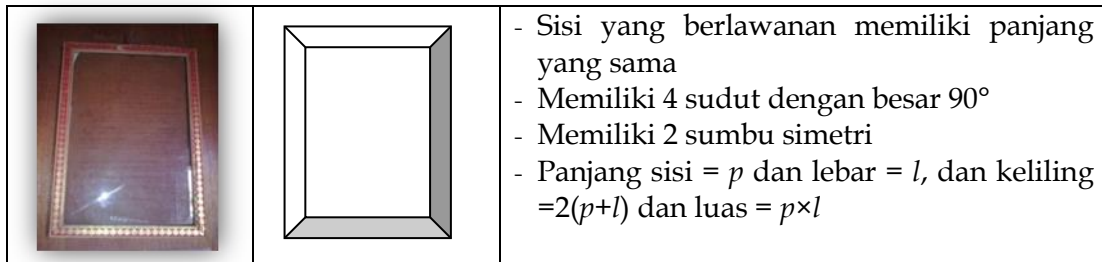 - Sisi yang berlawanan memiliki panjang
yang sama
- Memiliki 4 sudut dengan besar 90°
- Memiliki 2 sumbu simetri
- Panjang sisi = p dan lebar = l, dan keliling
=2(p+l) dan luas = p×l